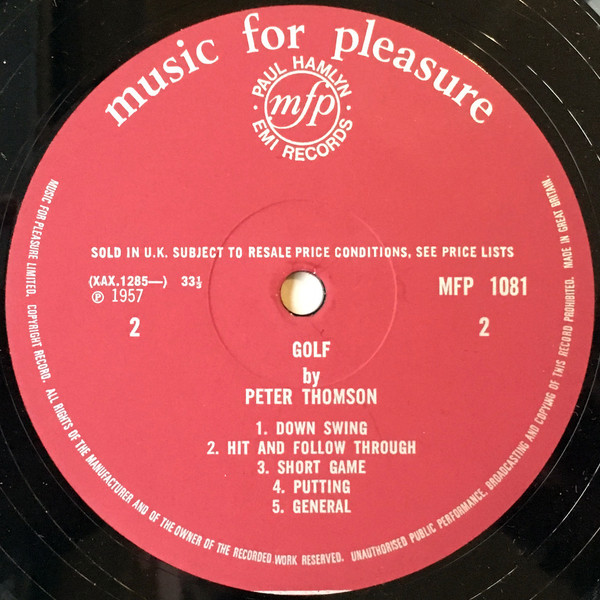 music for pleasure
· PAUL HAMLYN ·
mfp
EMI RECORDS
SOLD IN U.K. SUBJECT TO RESALE PRICE CONDITIONS, SEE PRICE LISTS
(XAX.1285—) 33⅓
℗ 1957
MFP 1081
2
2
GOLF
by
PETER THOMSON
1. DOWN SWING
2. HIT AND FOLLOW THROUGH
3. SHORT GAME
4. PUTTING
5. GENERAL
MUSIC FOR PLEASURE LIMITED. COPYRIGHT RECORD. ALL RIGHTS OF THE MANUFACTURER AND OF THE OWNER OF THE RECORDED WORK RESERVED. UNAUTHORISED PUBLIC PERFORMANCE, BROADCASTING AND COPYING OF THIS RECORD PROHIBITED. MADE IN GREAT BRITAIN.